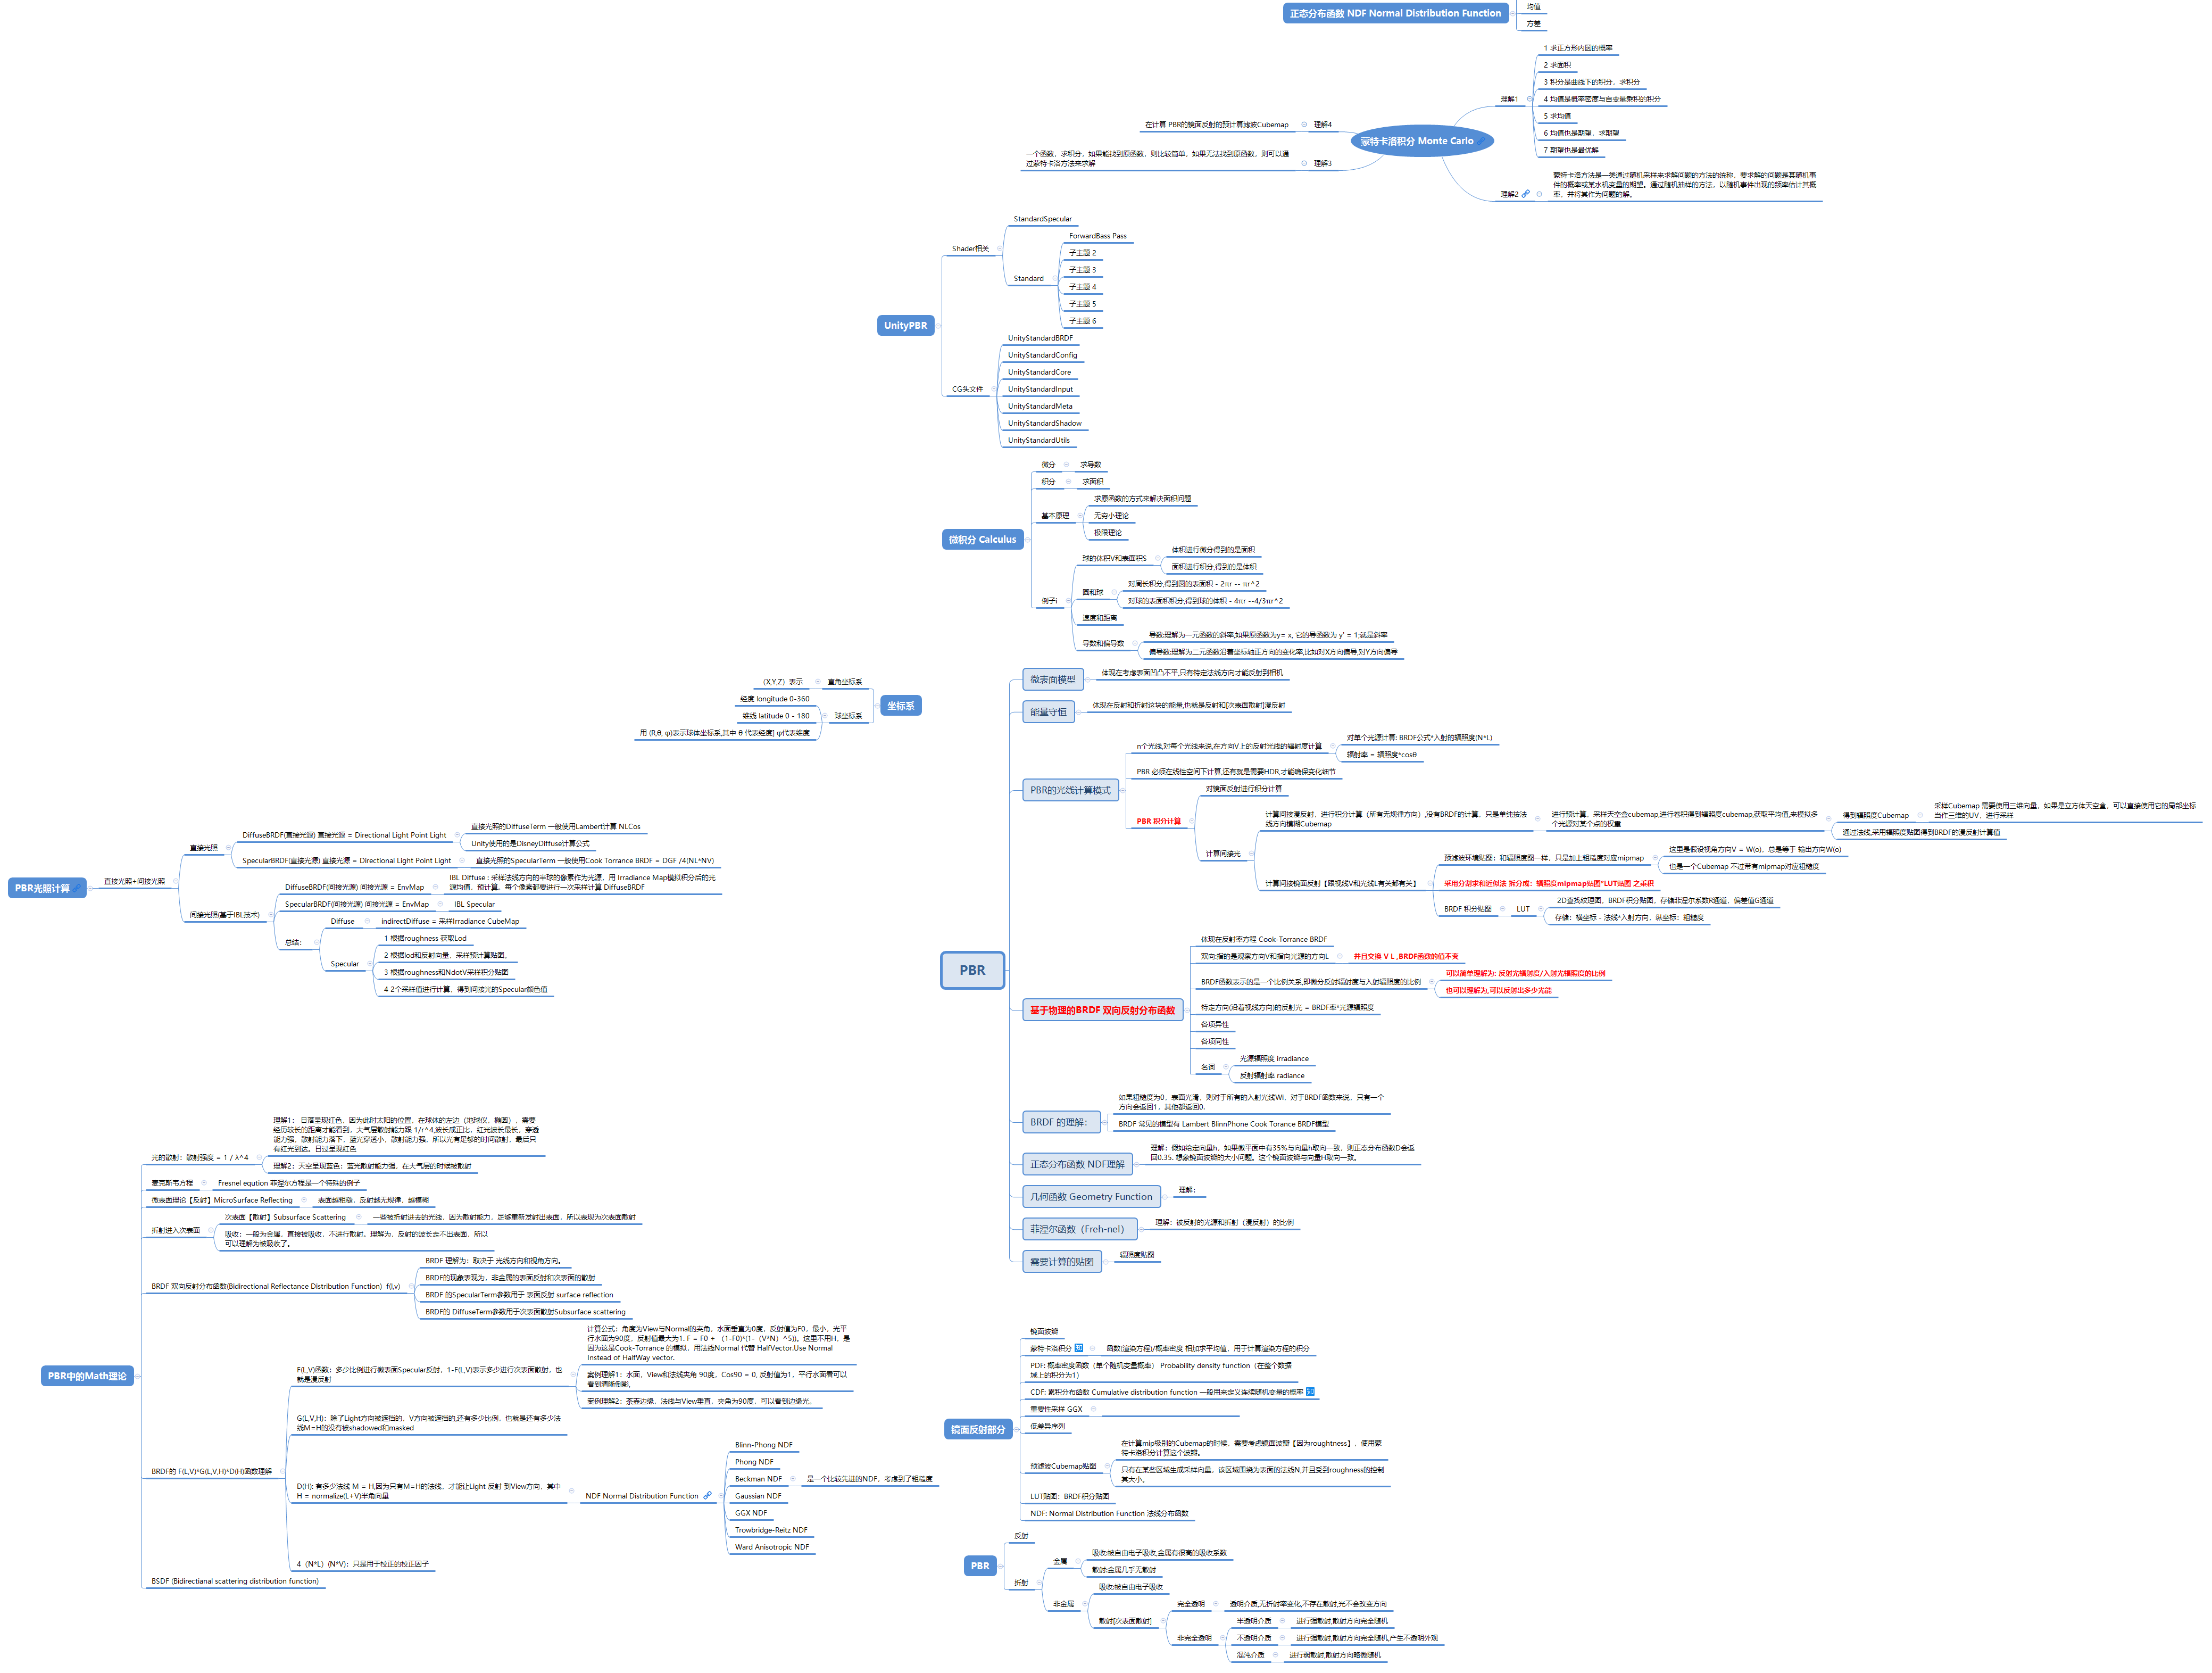 正态分布函数 NDF Normal Distribution Function
均值
方差
蒙特卡洛积分 Monte Carlo
理解1
1 求正方形内圆的概率
2 求面积
3 积分是曲线下的积分，求积分
4 均值是概率密度与自变量乘积的积分
5 求均值
6 均值也是期望，求期望
7 期望也是最优解
理解2
蒙特卡洛方法是一类通过随机采样来求解问题的方法的统称，要求解的问题是某随机事
件的概率或某水机变量的期望。通过随机抽样的方法，以随机事件出现的频率估计其概
率，并将其作为问题的解。
理解4
在计算 PBR的镜面反射的预计算滤波Cubemap
理解3
一个函数，求积分，如果能找到原函数，则比较简单，如果无法找到原函数，则可以通
过蒙特卡洛方法来求解
UnityPBR
Shader相关
StandardSpecular
Standard
ForwardBass Pass
子主题 2
子主题 3
子主题 4
子主题 5
子主题 6
CG头文件
UnityStandardBRDF
UnityStandardConfig
UnityStandardCore
UnityStandardInput
UnityStandardMeta
UnityStandardShadow
UnityStandardUtils
微积分 Calculus
微分
求导数
积分
求面积
基本原理
求原函数的方式来解决面积问题
无穷小理论
极限理论
例子i
球的体积V和表面积S
体积进行微分得到的是面积
面积进行积分,得到的是体积
圆和球
对周长积分,得到圆的表面积 - 2πr -- πr^2
对球的表面积积分,得到球的体积 - 4πr --4/3πr^2
速度和距离
导数和偏导数
导数:理解为一元函数的斜率,如果原函数为y= x, 它的导函数为 y' = 1;就是斜率
偏导数:理解为二元函数沿着坐标轴正方向的变化率,比如对X方向偏导,对Y方向偏导
坐标系
直角坐标系
（X,Y,Z）表示
球坐标系
经度 longitude 0-360
维线 latitude 0 - 180
用 (R,θ, φ)表示球体坐标系,其中 θ 代表经度] φ代表维度
PBR
微表面模型
体现在考虑表面凹凸不平,只有特定法线方向才能反射到相机
能量守恒
体现在反射和折射这块的能量,也就是反射和[次表面散射]漫反射
PBR的光线计算模式
n个光线,对每个光线来说,在方向V上的反射光线的辐射度计算
对单个光源计算: BRDF公式*入射的辐照度(N*L)
辐射率 = 辐照度*cosθ
PBR 必须在线性空间下计算,还有就是需要HDR,才能确保变化细节
PBR 积分计算
对镜面反射进行积分计算
计算间接光
计算间接漫反射，进行积分计算（所有无规律方向）,没有BRDF的计算，只是单纯按法
线方向模糊Cubemap
进行预计算，采样天空盒cubemap,进行卷积得到辐照度cubemap,获取平均值,来模拟多
个光源对某个点的权重
得到辐照度Cubemap
采样Cubemap 需要使用三维向量，如果是立方体天空盒，可以直接使用它的局部坐标
当作三维的UV，进行采样
通过法线,采用辐照度贴图得到BRDF的漫反射计算值
计算间接镜面反射【跟视线V和光线L有关都有关】
预滤波环境贴图：和辐照度图一样，只是加上粗糙度对应mipmap
这里是假设视角方向V = W(o)，总是等于 输出方向W(o)
也是一个Cubemap 不过带有mipmap对应粗糙度
采用分割求和近似法 拆分成：辐照度mipmap贴图*LUT贴图 之乘积
BRDF 积分贴图
LUT
2D查找纹理图，BRDF积分贴图，存储菲涅尔系数R通道，偏差值G通道
存储：横坐标 - 法线*入射方向，纵坐标：粗糙度
基于物理的BRDF 双向反射分布函数
体现在反射率方程 Cook-Torrance BRDF
双向:指的是观察方向V和指向光源的方向L
并且交换 V L ,BRDF函数的值不变
BRDF函数表示的是一个比例关系,即微分反射辐射度与入射辐照度的比例
可以简单理解为: 反射光辐射度/入射光辐照度的比例
也可以理解为,可以反射出多少光能
特定方向(沿着视线方向)的反射光 = BRDF率*光源辐照度
各项异性
各项同性
名词
光源辐照度 irradiance
反射辐射率 radiance
BRDF 的理解：
如果粗糙度为0，表面光滑，则对于所有的入射光线Wi，对于BRDF函数来说，只有一个
方向会返回1，其他都返回0.
BRDF 常见的模型有 Lambert BlinnPhone Cook Torance BRDF模型
正态分布函数 NDF理解
理解：假如给定向量h，如果微平面中有35%与向量h取向一致，则正态分布函数D会返
回0.35. 想象镜面波瓣的大小问题。这个镜面波瓣与向量H取向一致。
几何函数 Geometry Function
理解：
菲涅尔函数（Freh-nel）
理解：被反射的光源和折射（漫反射）的比例
需要计算的贴图
辐照度贴图
PBR光照计算
直接光照+间接光照
直接光照
DiffuseBRDF(直接光源) 直接光源 = Directional Light Point Light
直接光照的DiffuseTerm 一般使用Lambert计算 NLCos
Unity使用的是DisneyDiffuse计算公式
SpecularBRDF(直接光源) 直接光源 = Directional Light Point Light
直接光照的SpecularTerm 一般使用Cook Torrance BRDF = DGF /4(NL*NV)
间接光照(基于IBL技术)
DiffuseBRDF(间接光源) 间接光源 = EnvMap
IBL Diffuse : 采样法线方向的半球的像素作为光源，用 Irradiance Map模拟积分后的光
源均值，预计算。每个像素都要进行一次采样计算 DiffuseBRDF
SpecularBRDF(间接光源) 间接光源 = EnvMap
IBL Specular
总结：
Diffuse
indirectDiffuse = 采样Irradiance CubeMap
Specular
1 根据roughness 获取Lod
2 根据lod和反射向量，采样预计算贴图。
3 根据roughness和NdotV采样积分贴图
4 2个采样值进行计算，得到间接光的Specular颜色值
PBR中的Math理论
光的散射：散射强度 = 1 / λ^4
理解1： 日落呈现红色，因为此时太阳的位置，在球体的左边（地球仪，椭圆），需要
经历较长的距离才能看到，大气层散射能力跟 1/r^4,波长成正比，红光波长最长，穿透
能力强，散射能力落下，蓝光穿透小，散射能力强，所以光有足够的时间散射，最后只
有红光到达。日过呈现红色
理解2：天空呈现蓝色：蓝光散射能力强，在大气层的时候被散射
麦克斯韦方程
Fresnel eqution 菲涅尔方程是一个特殊的例子
微表面理论【反射】MicroSurface Reflecting
表面越粗糙，反射越无规律，越模糊
折射进入次表面
次表面【散射】Subsurface Scattering
一些被折射进去的光线，因为散射能力，足够重新发射出表面，所以表现为次表面散射
吸收：一般为金属，直接被吸收，不进行散射。理解为，反射的波长走不出表面，所以
可以理解为被吸收了。
BRDF 双向反射分布函数(Bidirectional Reflectance Distribution Function)  f(l,v)
BRDF 理解为：取决于 光线方向和视角方向。
BRDF的现象表现为，非金属的表面反射和次表面的散射
BRDF 的SpecularTerm参数用于 表面反射 surface reflection
BRDF的 DiffuseTerm参数用于次表面散射Subsurface scattering
BRDF的 F(L,V)*G(L,V,H)*D(H)函数理解
F(L,V)函数：多少比例进行微表面Specular反射，1-F(L,V)表示多少进行次表面散射，也
就是漫反射
计算公式：角度为View与Normal的夹角，水面垂直为0度，反射值为F0，最小，光平
行水面为90度，反射值最大为1. F = F0 + （1-F0)*(1-（V*N）^5))。这里不用H，是
因为这是Cook-Torrance 的模拟，用法线Normal 代替 HalfVector.Use Normal
Instead of HalfWay vector.
案例理解1：水面，View和法线夹角 90度，Cos90 = 0, 反射值为1，平行水面看可以
看到清晰倒影,
案例理解2：茶壶边缘，法线与View垂直，夹角为90度，可以看到边缘光。
G(L,V,H)：除了Light方向被遮挡的，V方向被遮挡的,还有多少比例，也就是还有多少法
线M=H的没有被shadowed和masked
D(H): 有多少法线 M = H,因为只有M=H的法线，才能让Light 反射 到View方向，其中
H = normalize(L+V)半角向量
NDF Normal Distribution Function
Blinn-Phong NDF
Phong NDF
Beckman NDF
是一个比较先进的NDF，考虑到了粗糙度
Gaussian NDF
GGX NDF
Trowbridge-Reitz NDF
Ward Anisotropic NDF
4（N*L）(N*V)：只是用于校正的校正因子
BSDF (Bidirectianal scattering distribution function)
镜面反射部分
镜面波瓣
蒙特卡洛积分
函数(渲染方程)/概率密度 相加求平均值，用于计算渲染方程的积分
PDF: 概率密度函数（单个随机变量概率） Probability density function（在整个数据
域上的积分为1）
CDF: 累积分布函数 Cumulative distribution function 一般用来定义连续随机变量的概率
重要性采样 GGX
低差异序列
预滤波Cubemap贴图
在计算mip级别的Cubemap的时候，需要考虑镜面波瓣【因为roughtness】，使用蒙
特卡洛积分计算这个波瓣。
只有在某些区域生成采样向量，该区域围绕为表面的法线N,并且受到roughness的控制
其大小。
LUT贴图：BRDF积分贴图
NDF: Normal Distribution Function 法线分布函数
PBR
反射
折射
金属
吸收:被自由电子吸收,金属有很高的吸收系数
散射:金属几乎无散射
非金属
吸收:被自由电子吸收
散射[次表面散射]
完全透明
透明介质,无折射率变化,不存在散射,光不会改变方向
非完全透明
半透明介质
进行强散射,散射方向完全随机
不透明介质
进行强散射,散射方向完全随机,产生不透明外观
混沌介质
进行弱散射,散射方向略微随机